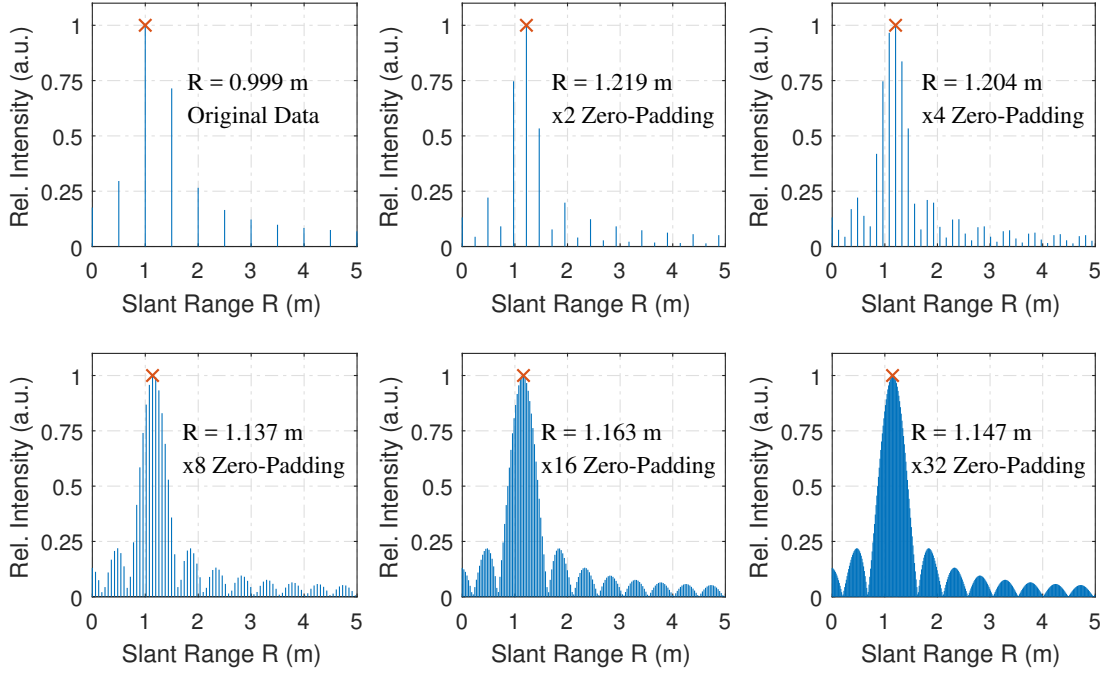 Rel. Intensity (a.u.)
1
0.75
0.5
0.25
0
R = 0.999 m
Original Data
0 1 2 3 4 5
Slant Range R (m)
Rel. Intensity (a.u.)
1
0.75
0.5
0.25
0
R = 1.219 m
x2 Zero-Padding
0 1 2 3 4 5
Slant Range R (m)
Rel. Intensity (a.u.)
1
0.75
0.5
0.25
0
R = 1.204 m
x4 Zero-Padding
0 1 2 3 4 5
Slant Range R (m)
Rel. Intensity (a.u.)
1
0.75
0.5
0.25
0
R = 1.137 m
x8 Zero-Padding
0 1 2 3 4 5
Slant Range R (m)
Rel. Intensity (a.u.)
1
0.75
0.5
0.25
0
R = 1.163 m
x16 Zero-Padding
0 1 2 3 4 5
Slant Range R (m)
Rel. Intensity (a.u.)
1
0.75
0.5
0.25
0
R = 1.147 m
x32 Zero-Padding
0 1 2 3 4 5
Slant Range R (m)